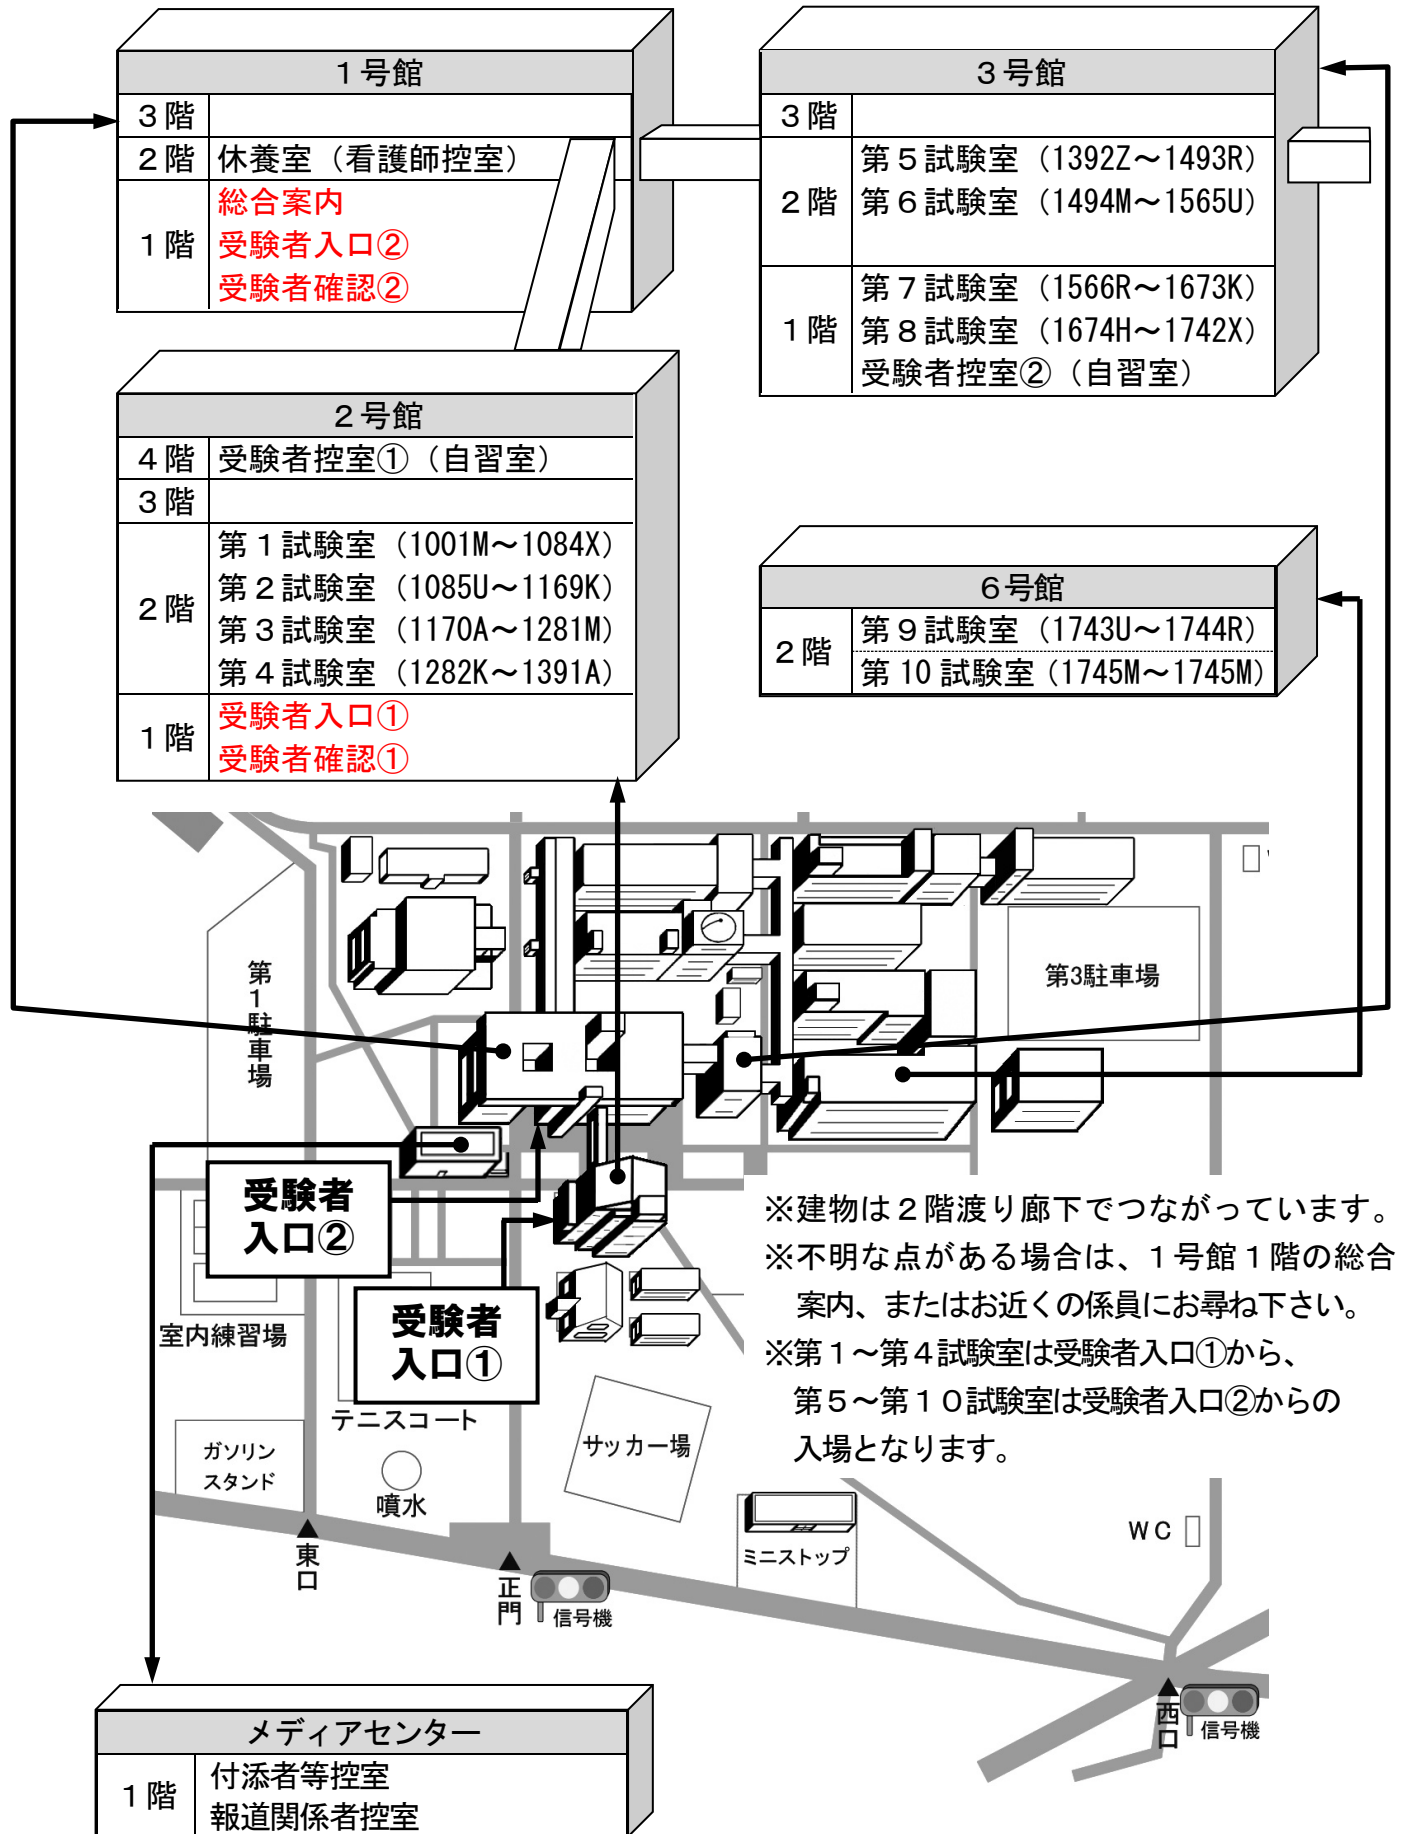 １号館
３階
２階 休養室（看護師控室）
１階
総合案内
受験者入口②
受験者確認②
３号館
３階
２階
第５試験室（1392Z～1493R）
第６試験室（1494M～1565U）
１階
第７試験室（1566R～1673K）
第８試験室（1674H～1742X）
受験者控室②（自習室）
２号館
４階 受験者控室①（自習室）
３階
２階
第１試験室（1001M～1084X）
第２試験室（1085U～1169K）
第３試験室（1170A～1281M）
第４試験室（1282K～1391A）
１階
受験者入口①
受験者確認①
６号館
２階
第９試験室（1743U～1744R）
第10試験室（1745M～1745M）
第1駐車場
第3駐車場
受験者
入口②
受験者
入口①
※建物は２階渡り廊下でつながっています。
※不明な点がある場合は、１号館１階の総合
案内、またはお近くの係員にお尋ね下さい。
※第１～第４試験室は受験者入口①から、
第５～第１０試験室は受験者入口②からの
入場となります。
室内練習場
テニスコート
ガソリン
スタンド
噴水
サッカー場
ミニストップ
ＷＣ
東口
正門
信号機
西口
信号機
メディアセンター
１階
付添者等控室
報道関係者控室